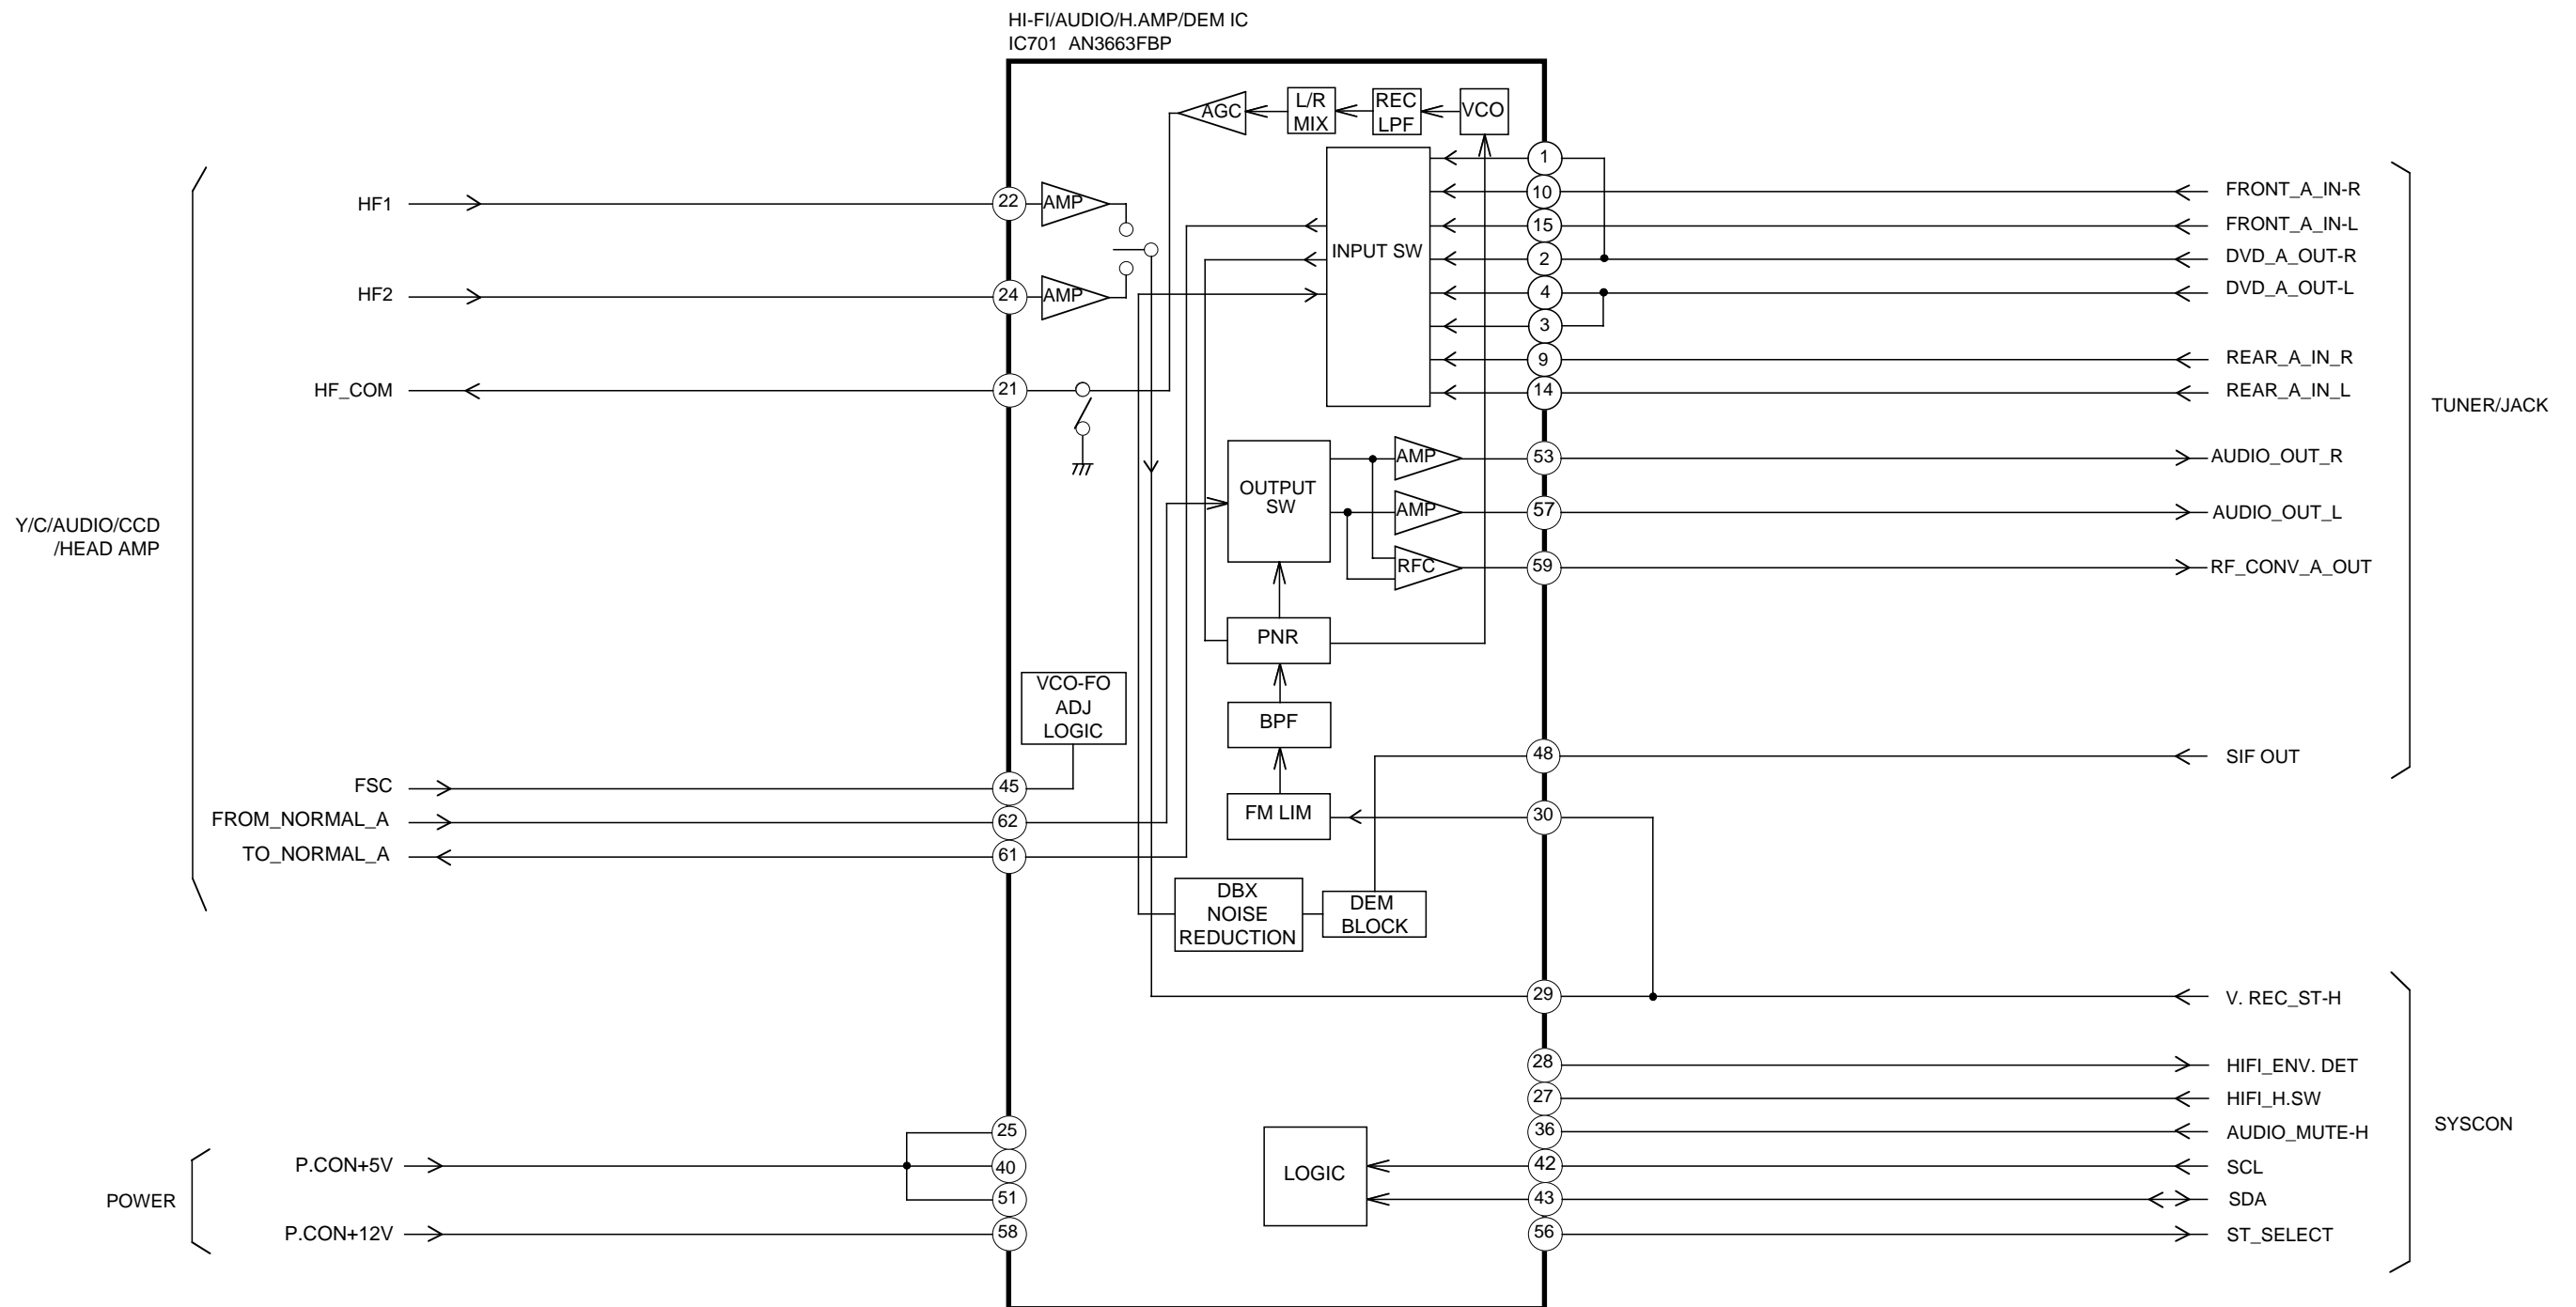 HI-FI/AUDIO/H.AMP/DEM IC
IC701 AN3663FBP
AGC
L/R
MIX
REC
LPF
VCO
HF1
22
AMP
HF2
24
AMP
HF_COM
21
INPUT SW
1
10
FRONT_A_IN-R
15
FRONT_A_IN-L
2
DVD_A_OUT-R
4
DVD_A_OUT-L
3
9
REAR_A_IN_R
14
REAR_A_IN_L
TUNER/JACK
OUTPUT
SW
AMP
53
AUDIO_OUT_R
AMP
57
AUDIO_OUT_L
RFC
59
RF_CONV_A_OUT
Y/C/AUDIO/CCD
/HEAD AMP
PNR
VCO-FO
ADJ
LOGIC
BPF
48
SIF OUT
FSC
45
FROM_NORMAL_A
62
TO_NORMAL_A
61
FM LIM
30
DBX
NOISE
REDUCTION
DEM
BLOCK
29
V. REC_ST-H
28
HIFI_ENV. DET
27
HIFI_H.SW
36
AUDIO_MUTE-H
42
SCL
43
SDA
56
ST_SELECT
SYSCON
LOGIC
POWER
P.CON+5V
25
40
51
P.CON+12V
58